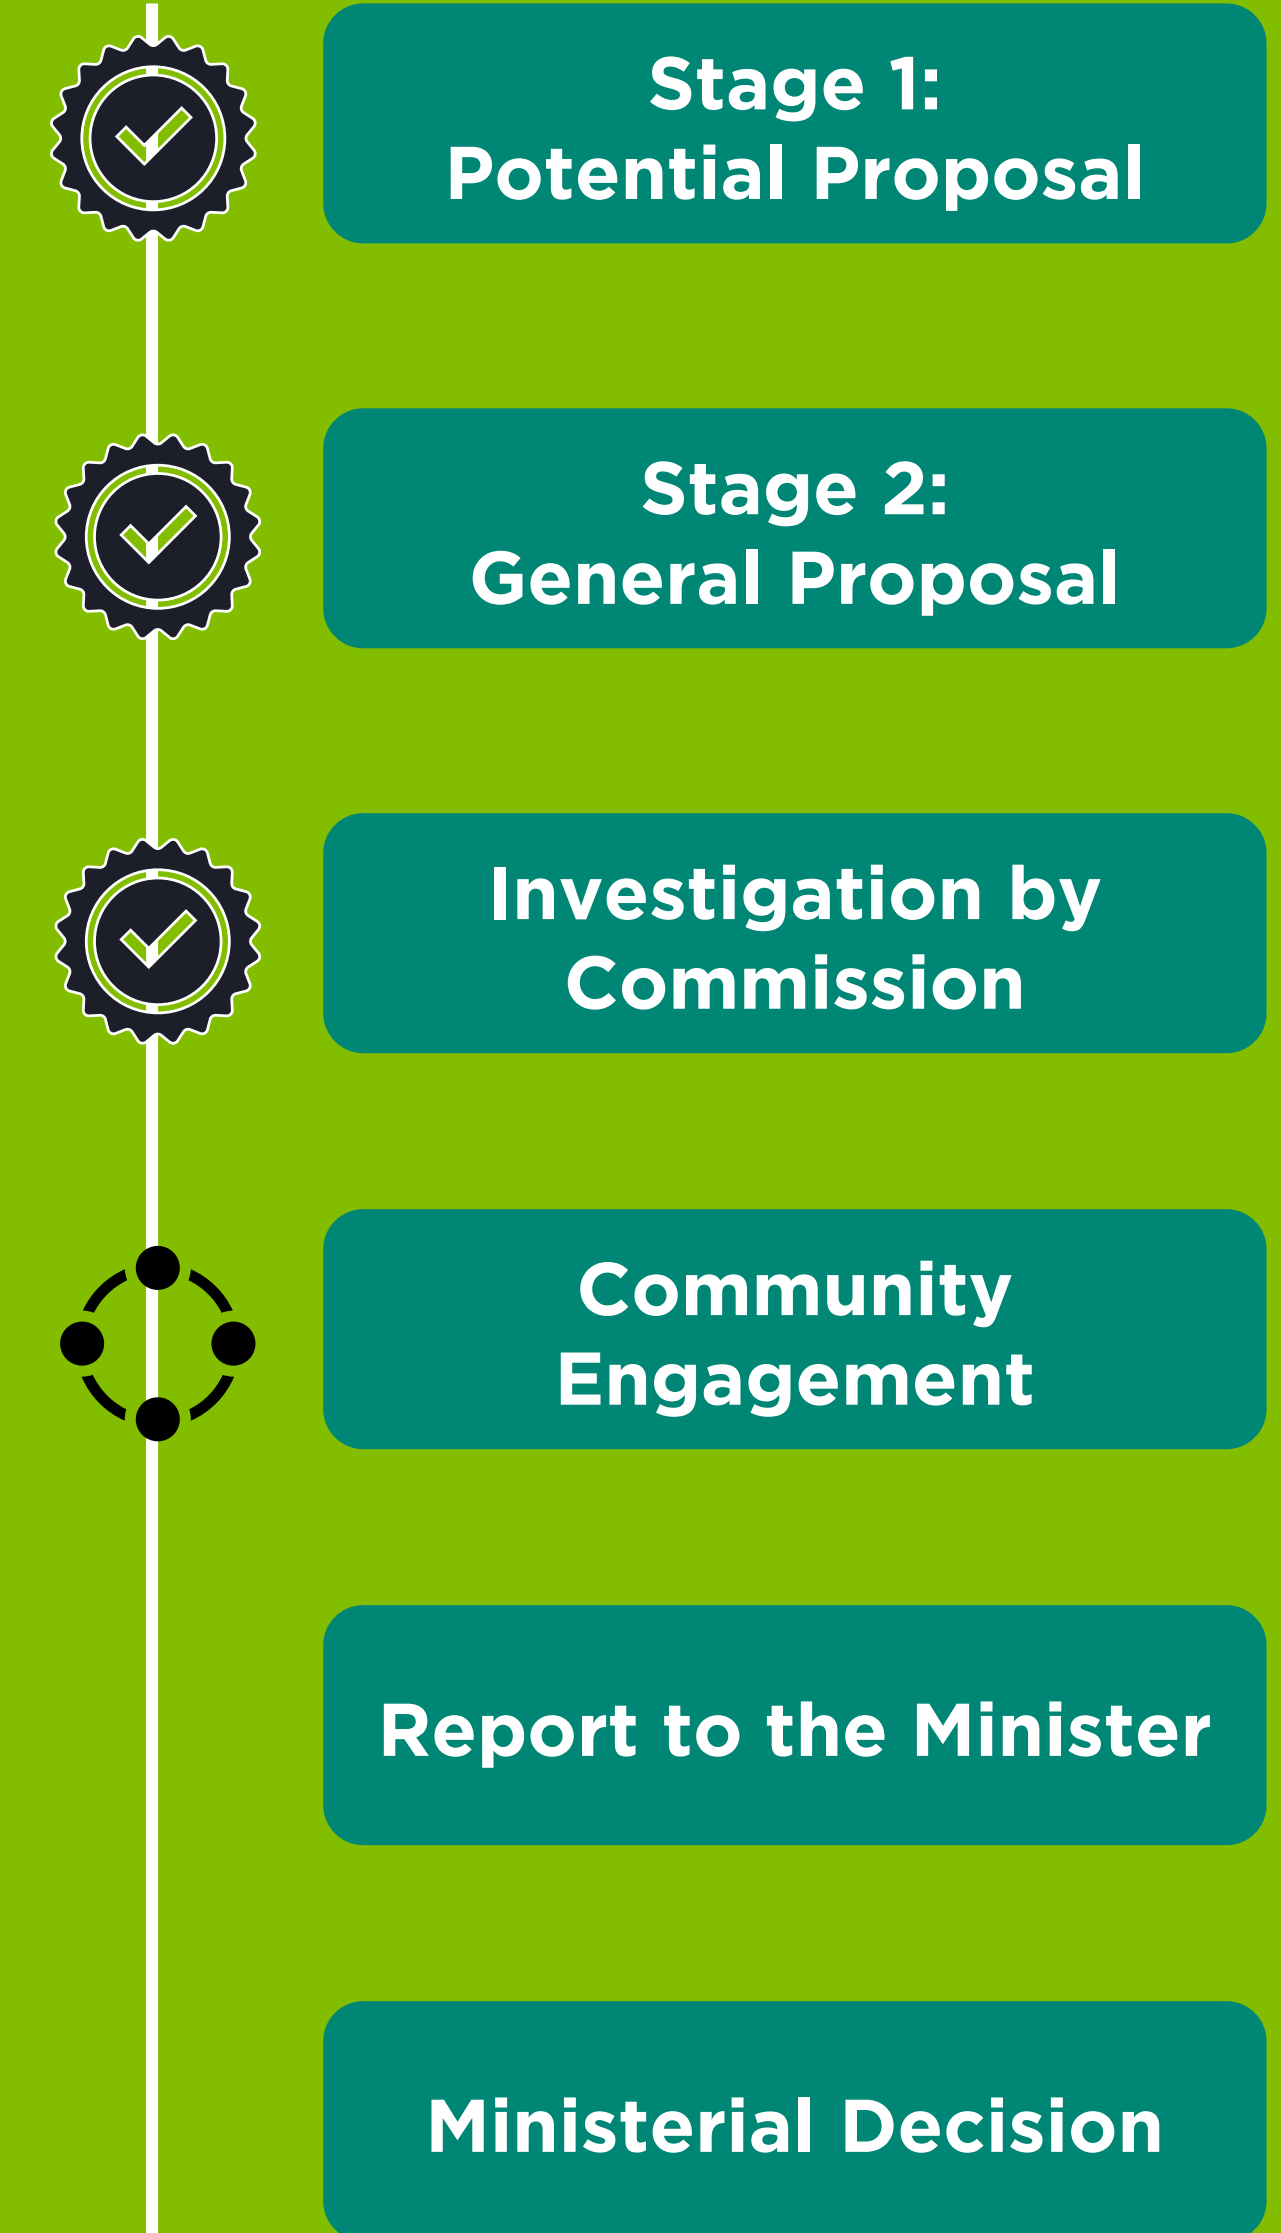 Stage 1:
Potential Proposal
Stage 2:
General Proposal
Investigation by
Commission
Community
Engagement
Report to the Minister
Ministerial Decision